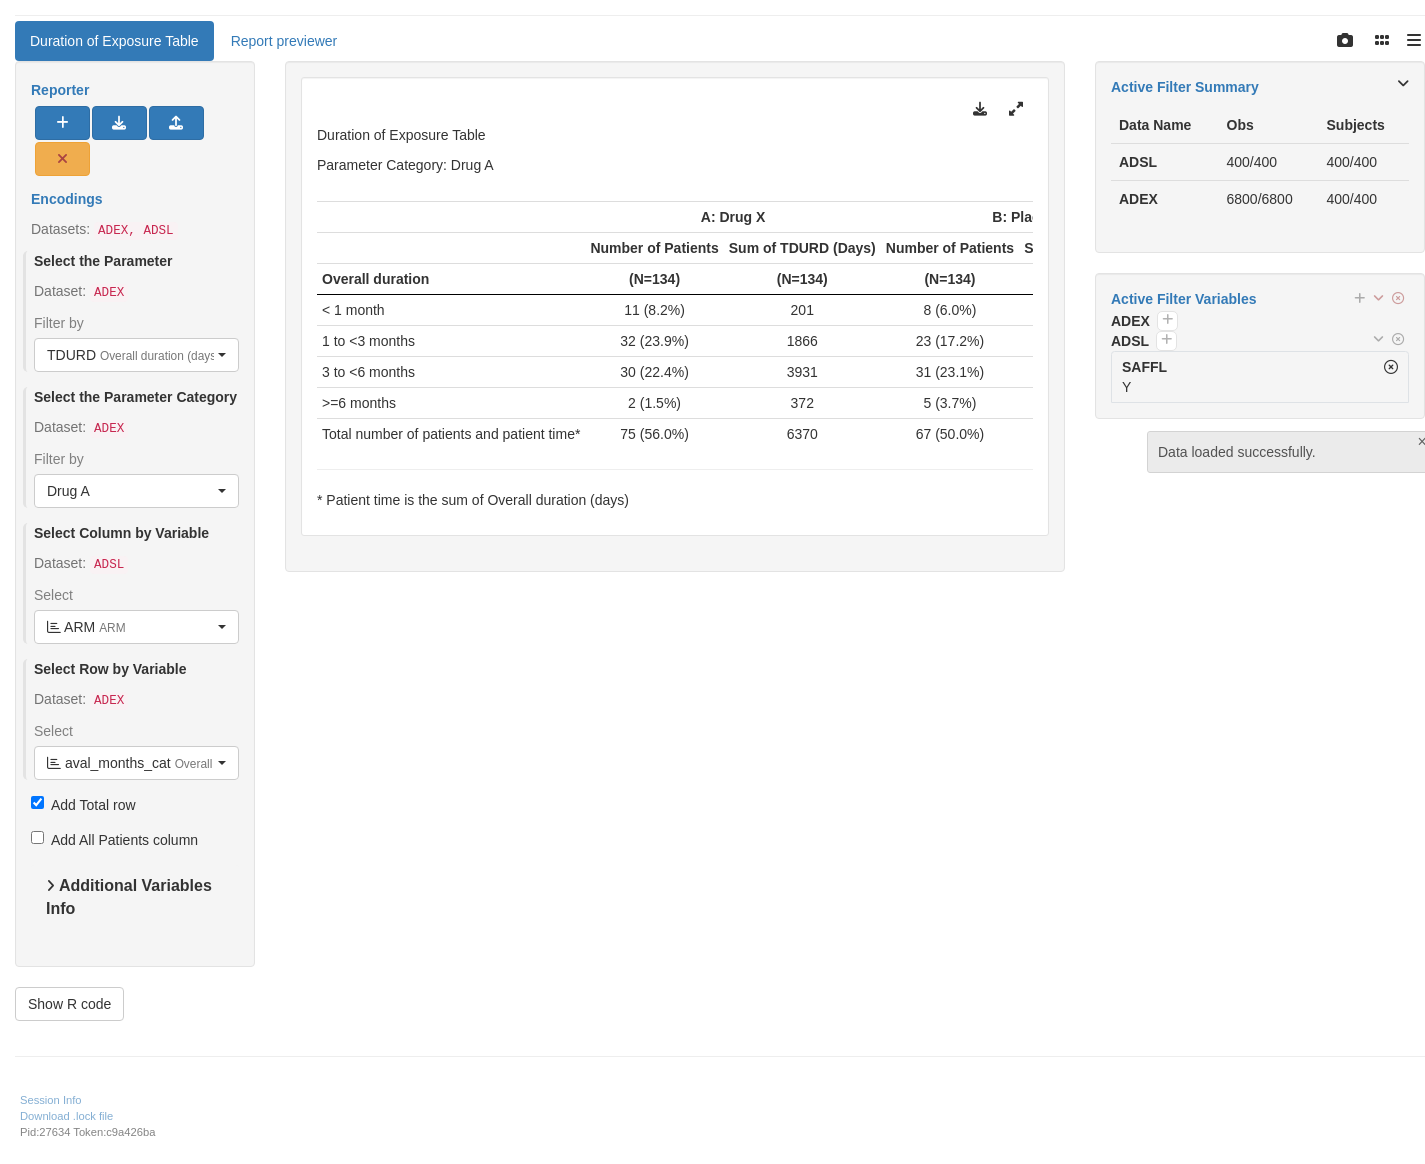 Duration of Exposure Table
Report previewer
Reporter
Encodings
Datasets: ADEX, ADSL
Select the Parameter
Dataset: ADEX
Filter by
TDURD Overall duration (days
Select the Parameter Category
Dataset: ADEX
Filter by
Drug A
Select Column by Variable
Dataset: ADSL
Select
ARM ARM
Select Row by Variable
Dataset: ADEX
Select
aval_months_cat Overall
Add Total row
Add All Patients column
Additional Variables
Info
Show R code
Duration of Exposure Table
Parameter Category: Drug A
A: Drug X B: Pla
Number of Patients Sum of TDURD (Days) Number of Patients S
Overall duration (N=134) (N=134) (N=134)
< 1 month 11 (8.2%) 201 8 (6.0%)
1 to <3 months 32 (23.9%) 1866 23 (17.2%)
3 to <6 months 30 (22.4%) 3931 31 (23.1%)
>=6 months 2 (1.5%) 372 5 (3.7%)
Total number of patients and patient time* 75 (56.0%) 6370 67 (50.0%)
* Patient time is the sum of Overall duration (days)
Active Filter Summary
Data Name Obs Subjects
ADSL 400/400 400/400
ADEX 6800/6800 400/400
Active Filter Variables
ADEX
ADSL
SAFFL
Y
Data loaded successfully.
Session Info
Download .lock file
Pid:27634 Token:c9a426ba